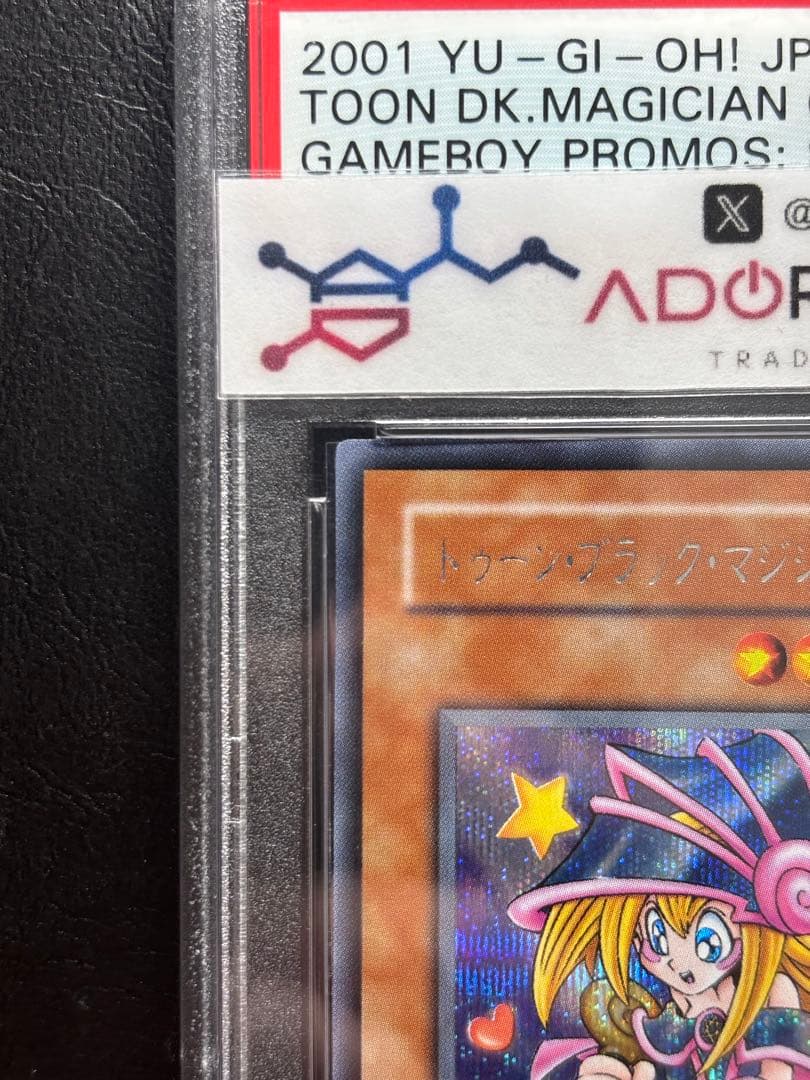 2001 YU-GI-OH! JP
TOON DK.MAGICIAN
GAMEBOY PROMOS:
X @
ADO
TRAD
トゥーン・ブラック・マジシ